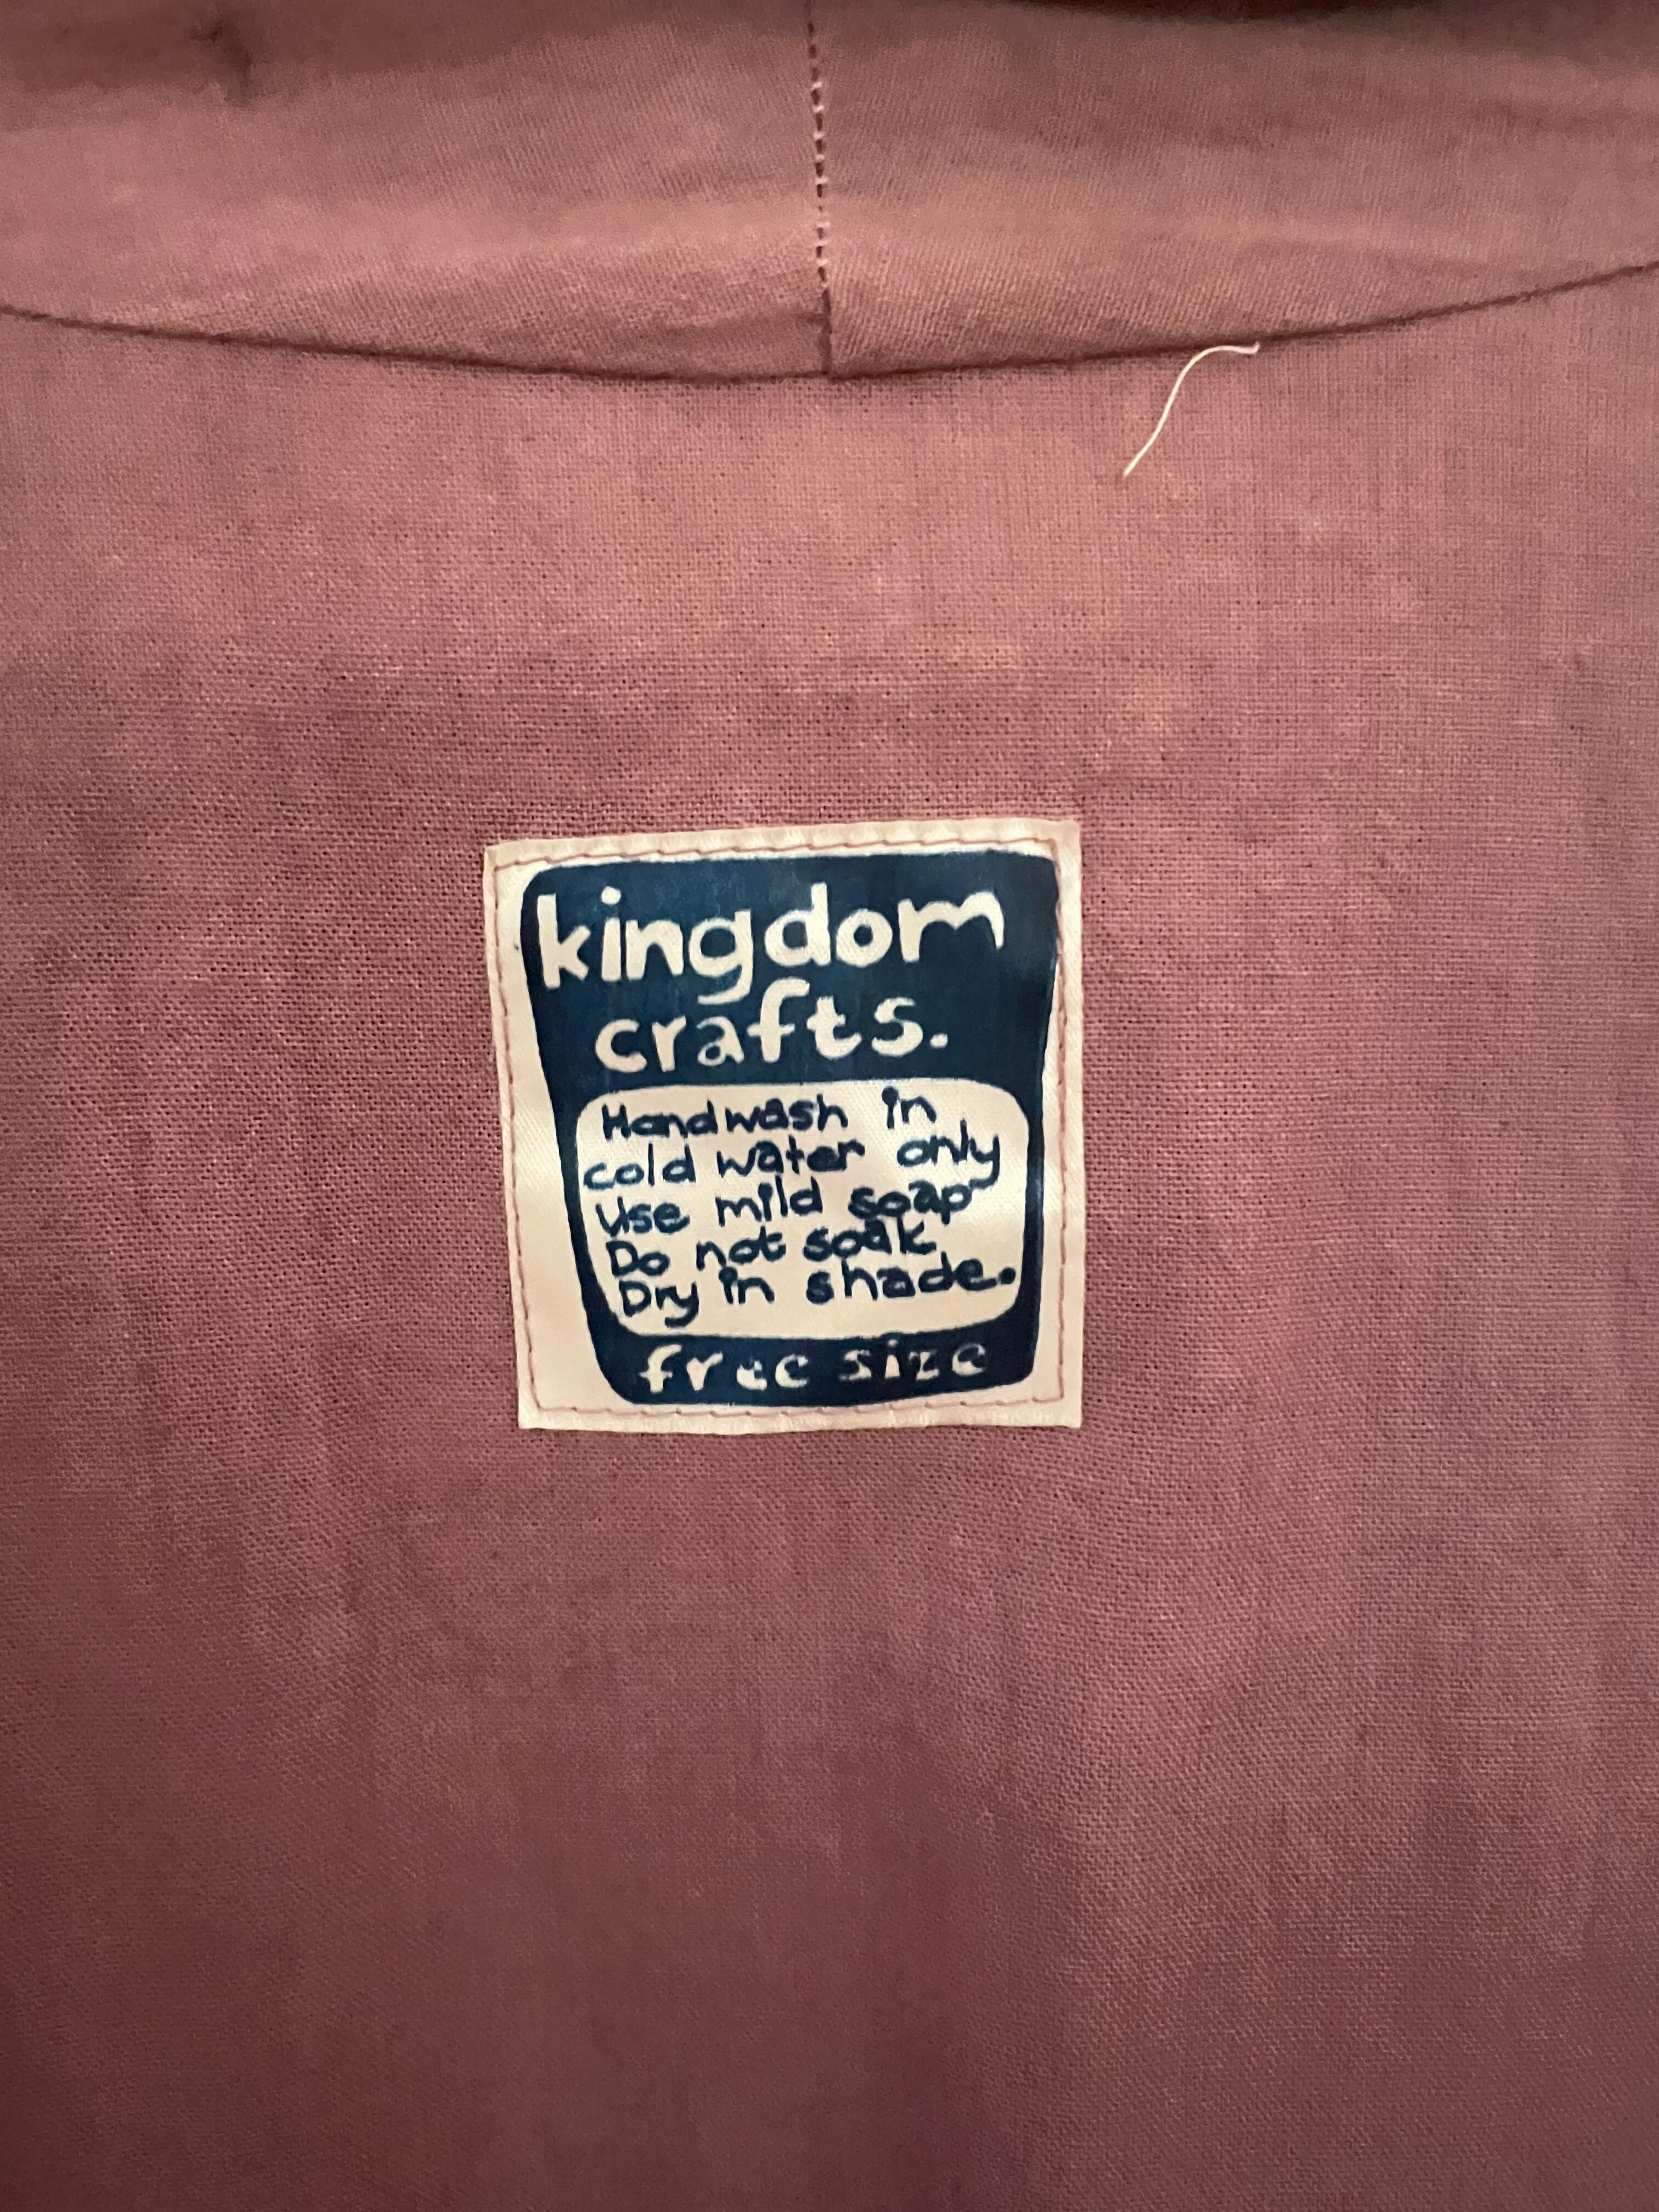 kingdom
crafts.
Handwash in
cold water only
Use mild soap
Do not soak
Dry in shade.
free size